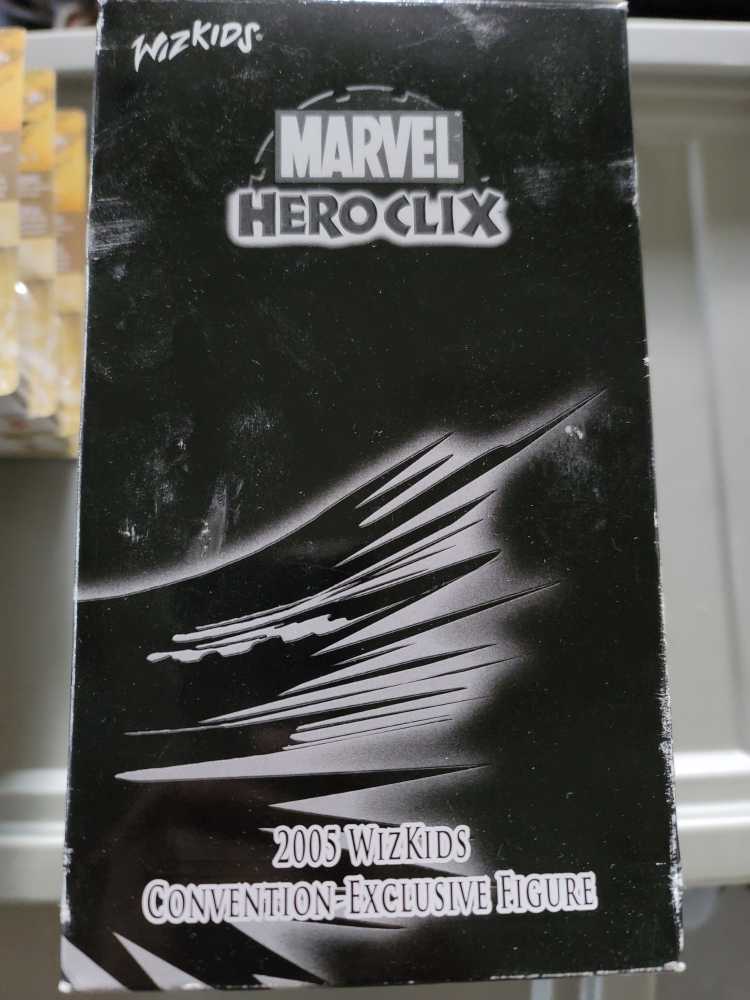 WIZKIDS®
MARVEL
HEROCLIX
2005 WIZKIDS
CONVENTION-EXCLUSIVE FIGURE